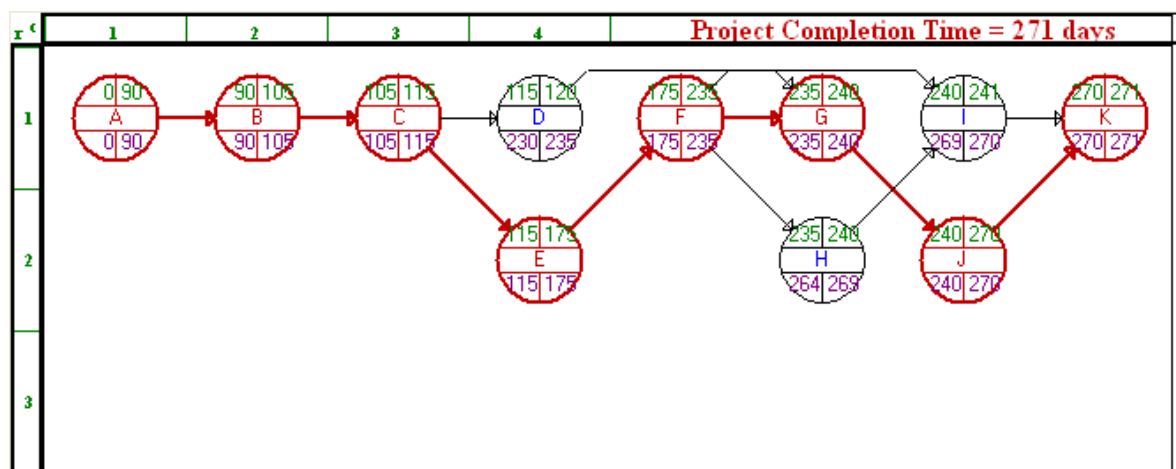 r c 1 2 3 4 Project Completion Time = 271 days
1
0 90 90 105 105 115 115 120 175 235 235 240 240 241 270 271
A B C D F G I K
0 90 90 105 105 115 230 235 175 235 235 240 269 270 270 271
2
115 175 235 240 240 270
E H J
115 175 264 269 240 270
3